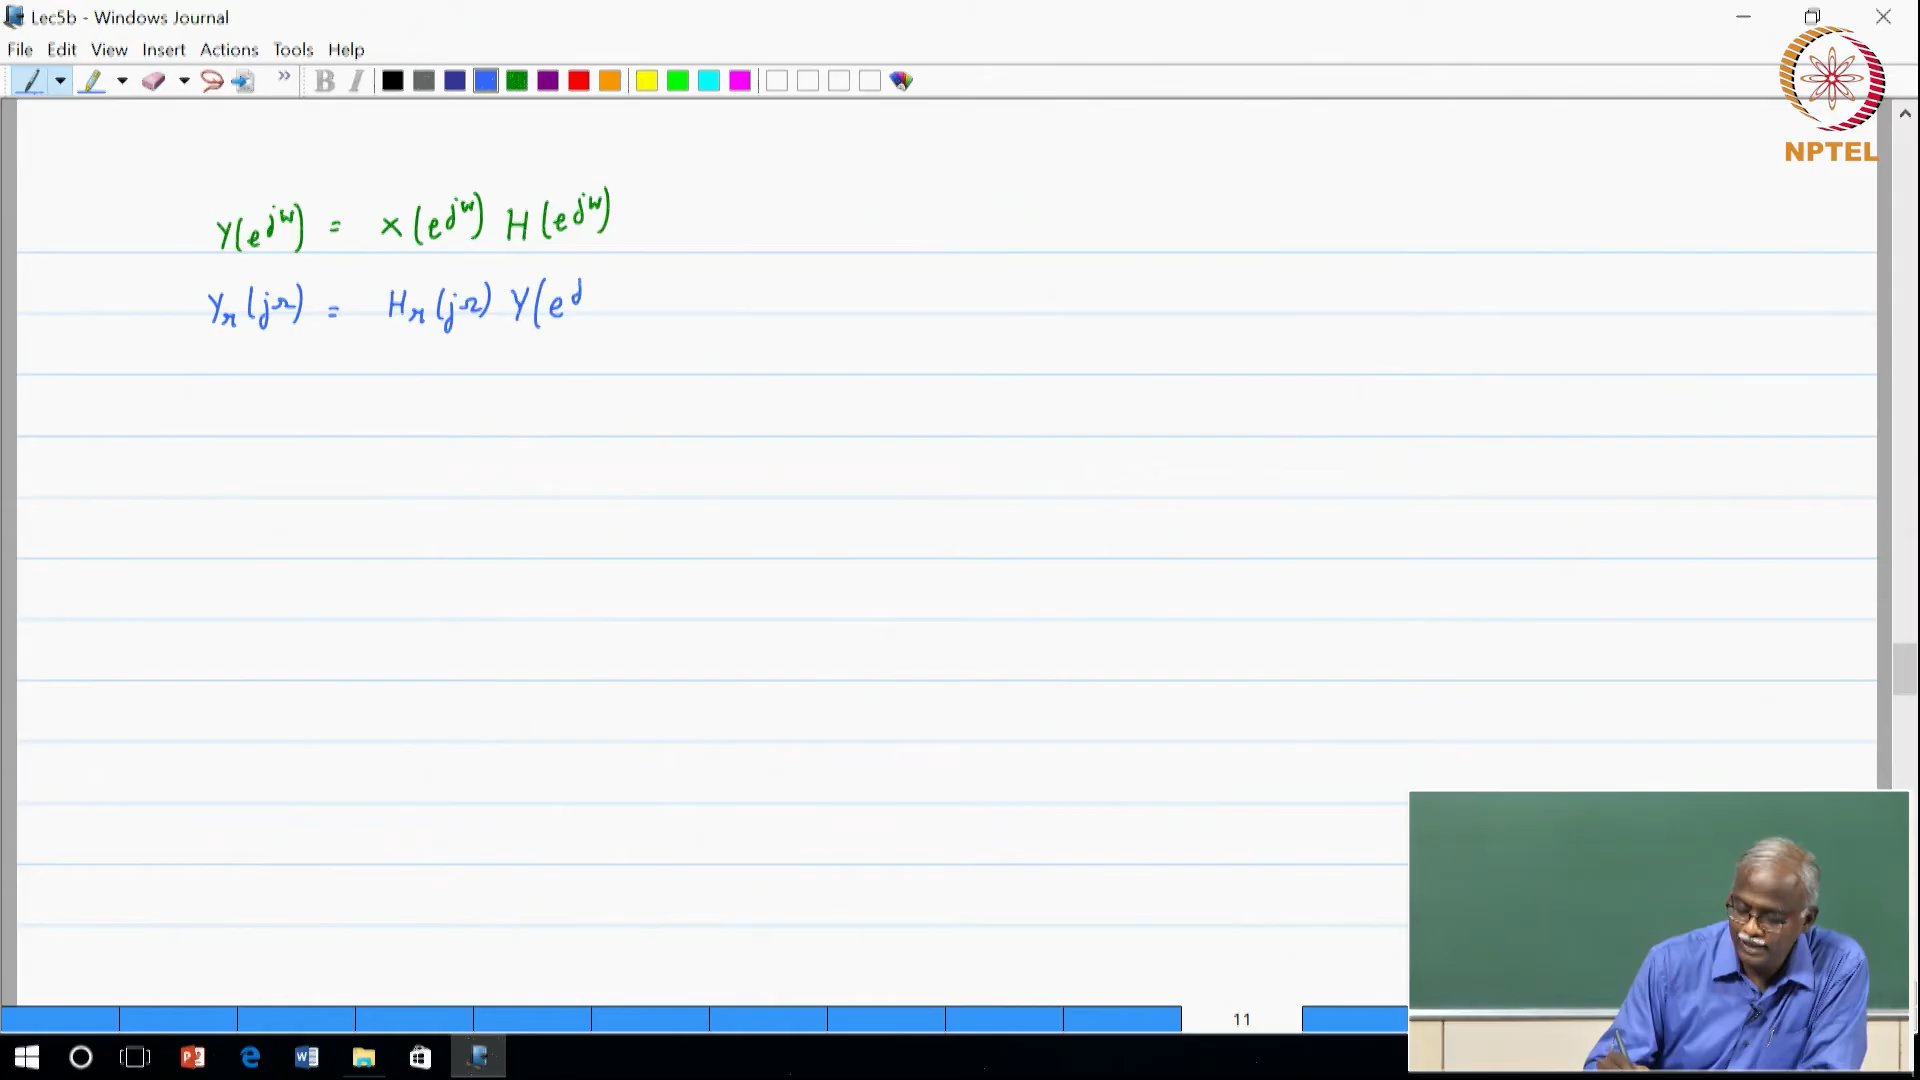 Lec5b - Windows Journal
File Edit View Insert Actions Tools Help
B I
NPTEL
Y(e^jω) = X(e^jω) H(e^jω)
Y_r(jΩ) = H_r(jΩ) Y(e^j
11